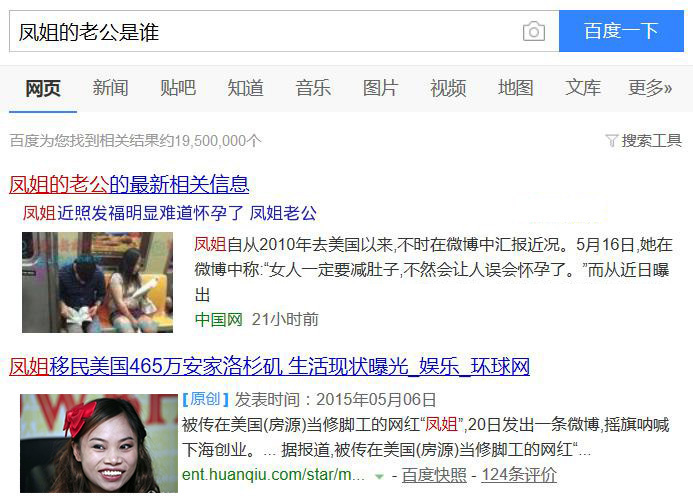 凤姐的老公是谁
百度一下
网页 新闻 贴吧 知道 音乐 图片 视频 地图 文库 更多»
百度为您找到相关结果约19,500,000个
搜索工具
凤姐的老公的最新相关信息
凤姐近照发福明显难道怀孕了 凤姐老公
凤姐自从2010年去美国以来,不时在微博中汇报近况。5月16日,她在
微博中称:“女人一定要减肚子,不然会让人误会怀孕了。”而从近日曝
出
中国网 21小时前
凤姐移民美国465万安家洛杉矶 生活现状曝光_娱乐_环球网
[原创] 发表时间：2015年05月06日
被传在美国(房源)当修脚工的网红“凤姐”,20日发出一条微博,摇旗呐喊
下海创业。... 据报道,被传在美国(房源)当修脚工的网红“...
ent.huanqiu.com/star/m... - 百度快照 - 124条评价